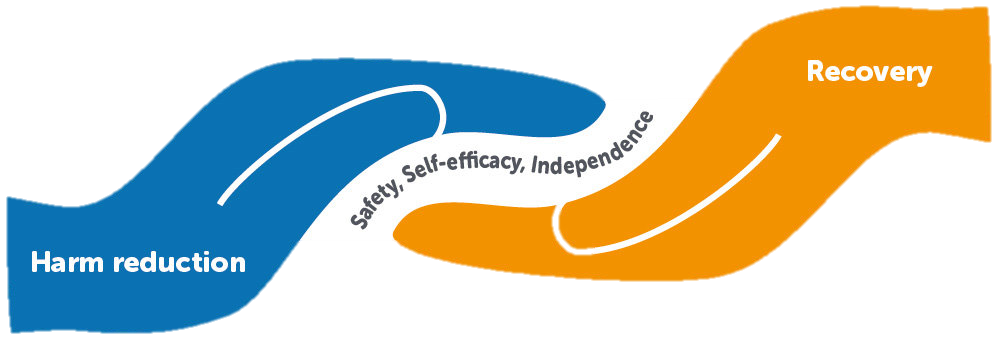 Recovery
Safety, Self-efficacy, Independence
Harm reduction